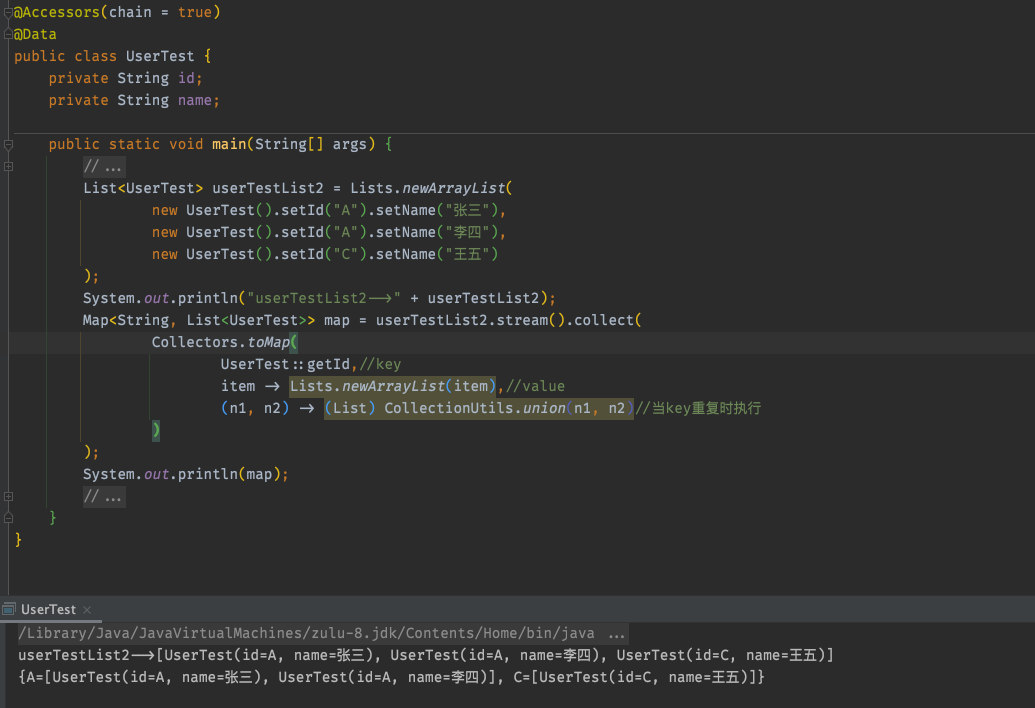 @Accessors(chain = true)
@Data
public class UserTest {
    private String id;
    private String name;
    public static void main(String[] args) {
        // ...
        List<UserTest> userTestList2 = Lists.newArrayList(
                new UserTest().setId("A").setName("张三"),
                new UserTest().setId("A").setName("李四"),
                new UserTest().setId("C").setName("王五")
        );
        System.out.println("userTestList2-->" + userTestList2);
        Map<String, List<UserTest>> map = userTestList2.stream().collect(
                Collectors.toMap(
                        UserTest::getId,//key
                        item -> Lists.newArrayList(item),//value
                        (n1, n2) -> (List) CollectionUtils.union(n1, n2)//当key重复时执行
                )
        );
        System.out.println(map);
        // ...
    }
}
UserTest ×
/Library/Java/JavaVirtualMachines/zulu-8.jdk/Contents/Home/bin/java ...
userTestList2-->[UserTest(id=A, name=张三), UserTest(id=A, name=李四), UserTest(id=C, name=王五)]
{A=[UserTest(id=A, name=张三), UserTest(id=A, name=李四)], C=[UserTest(id=C, name=王五)]}